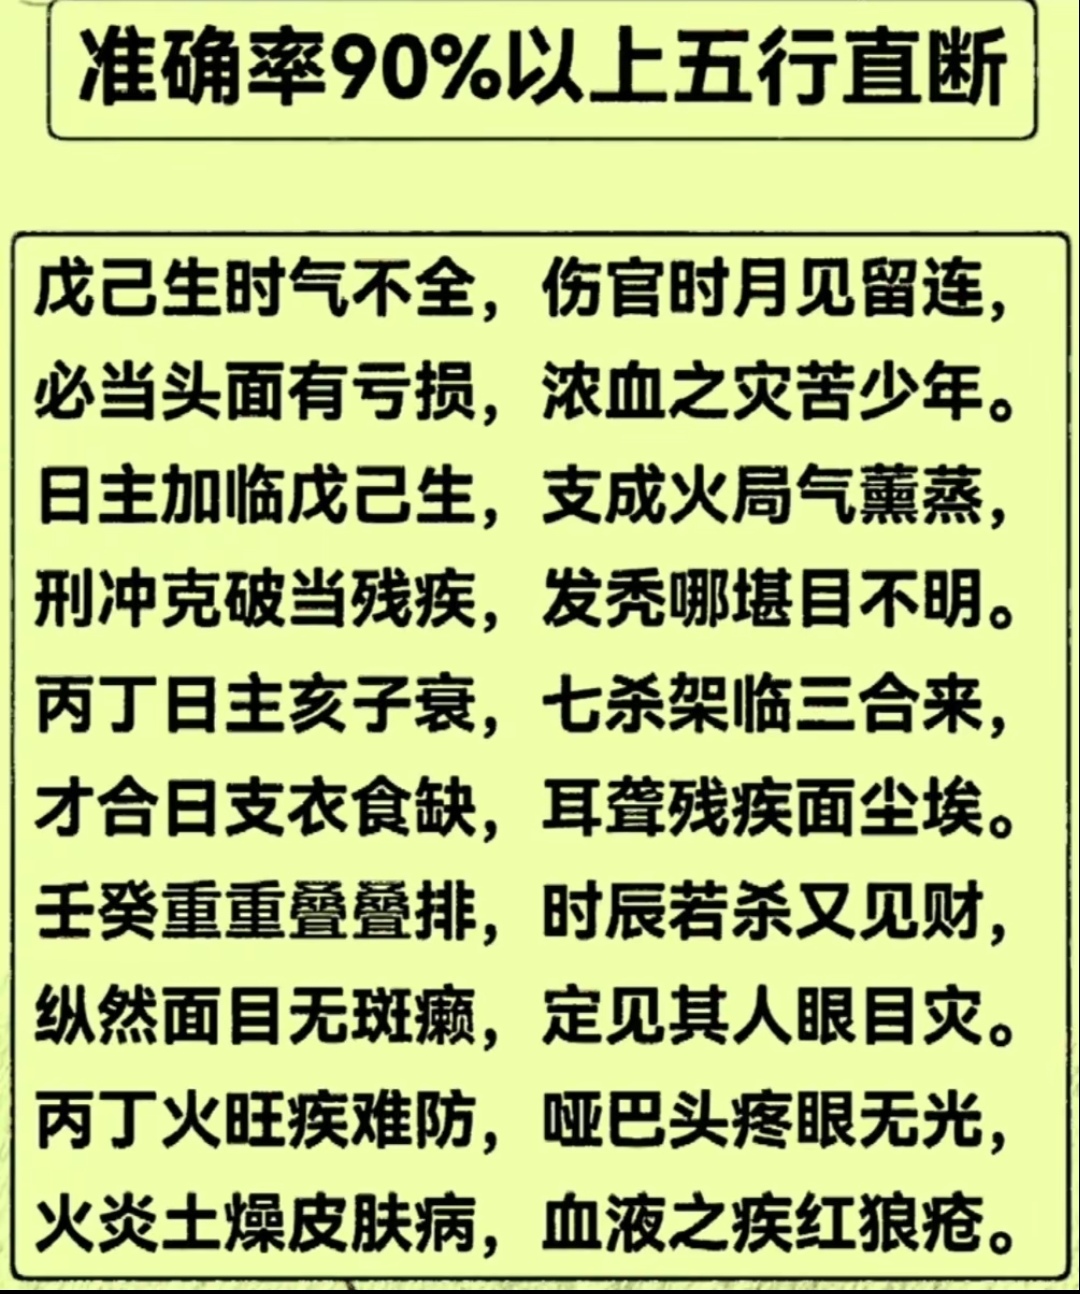 准确率90%以上五行直断
戊己生时气不全，伤官时月见留连，
必当头面有亏损，浓血之灾苦少年。
日主加临戊己生，支成火局气薰蒸，
刑冲克破当残疾，发秃哪堪目不明。
丙丁日主亥子衰，七杀架临三合来，
才合日支衣食缺，耳聋残疾面尘埃。
壬癸重重叠叠排，时辰若杀又见财，
纵然面目无斑癞，定见其人眼目灾。
丙丁火旺疾难防，哑巴头疼眼无光，
火炎土燥皮肤病，血液之疾红狼疮。